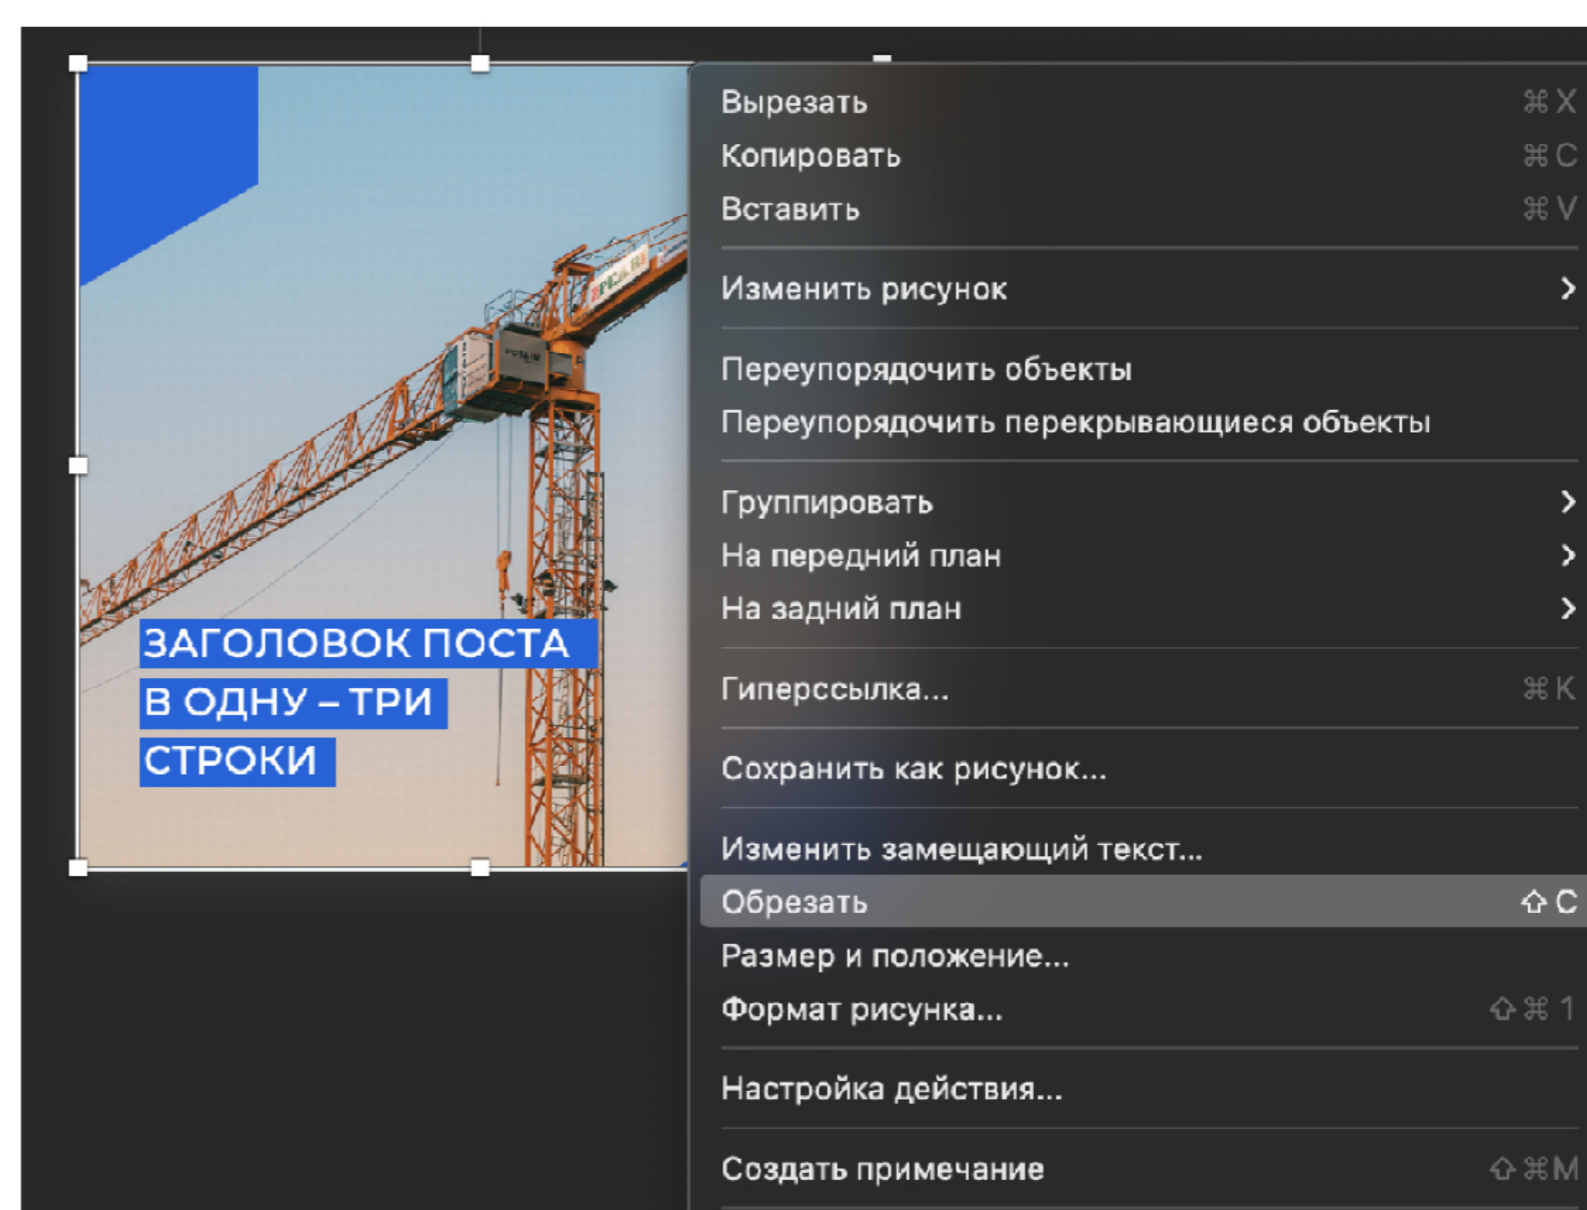 ЗАГОЛОВОК ПОСТА
В ОДНУ – ТРИ
СТРОКИ
Вырезать ⌘ X
Копировать ⌘ C
Вставить ⌘ V
Изменить рисунок
Переупорядочить объекты
Переупорядочить перекрывающиеся объекты
Группировать
На передний план
На задний план
Гиперссылка... ⌘ K
Сохранить как рисунок...
Изменить замещающий текст...
Обрезать ⇧ C
Размер и положение...
Формат рисунка... ⇧ ⌘ 1
Настройка действия...
Создать примечание ⇧ ⌘ M